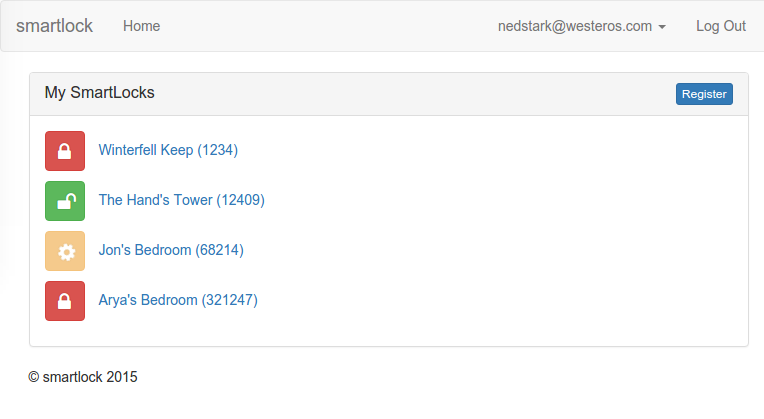 smartlock Home nedstark@westeros.com Log Out
My SmartLocks Register
Winterfell Keep (1234)
The Hand's Tower (12409)
Jon's Bedroom (68214)
Arya's Bedroom (321247)
© smartlock 2015